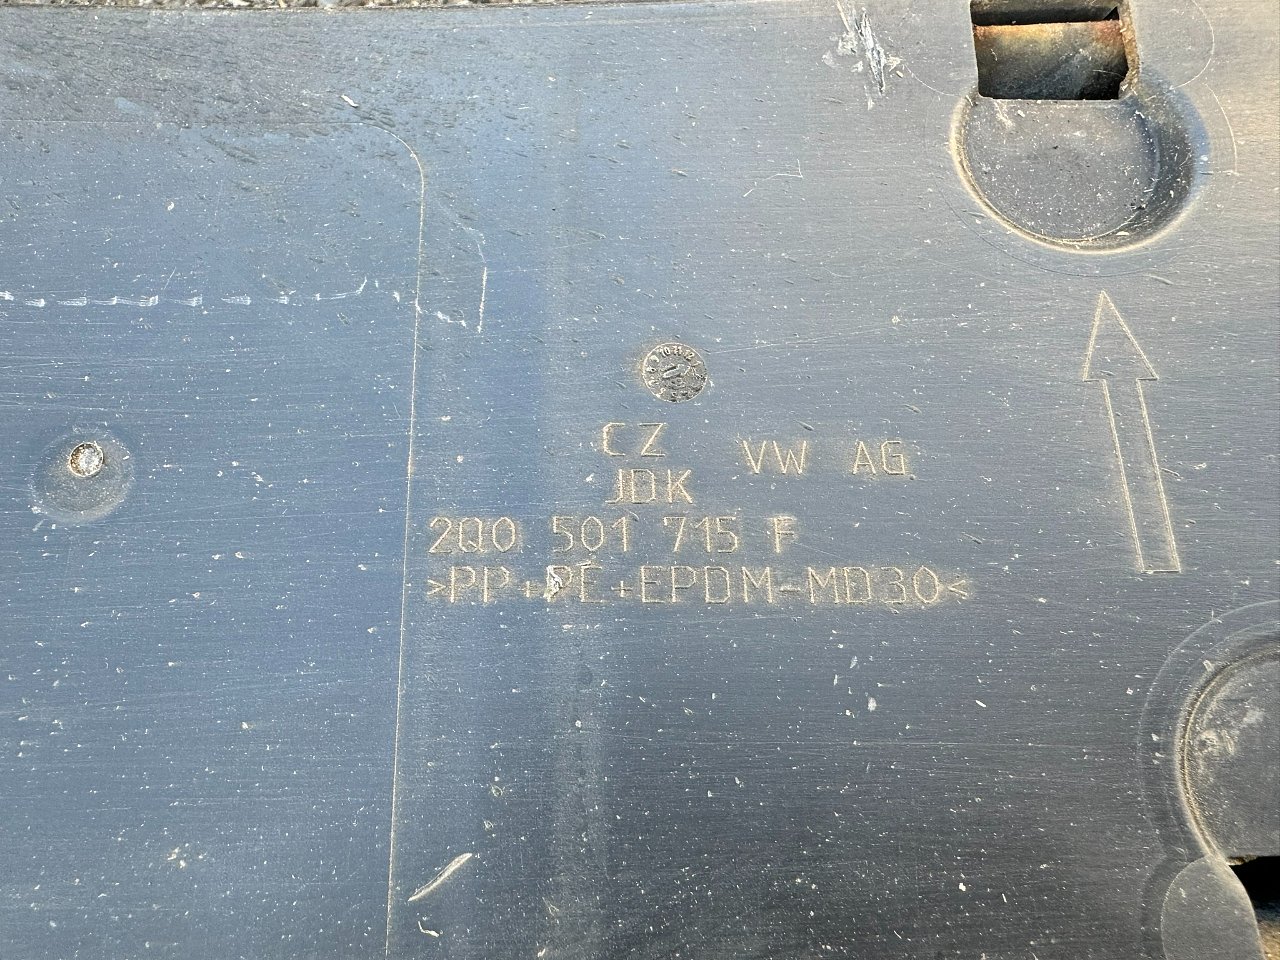 CZ
VW AG
JDK
2Q0 501 715 F
>PP+PE+EPDM-MD30<